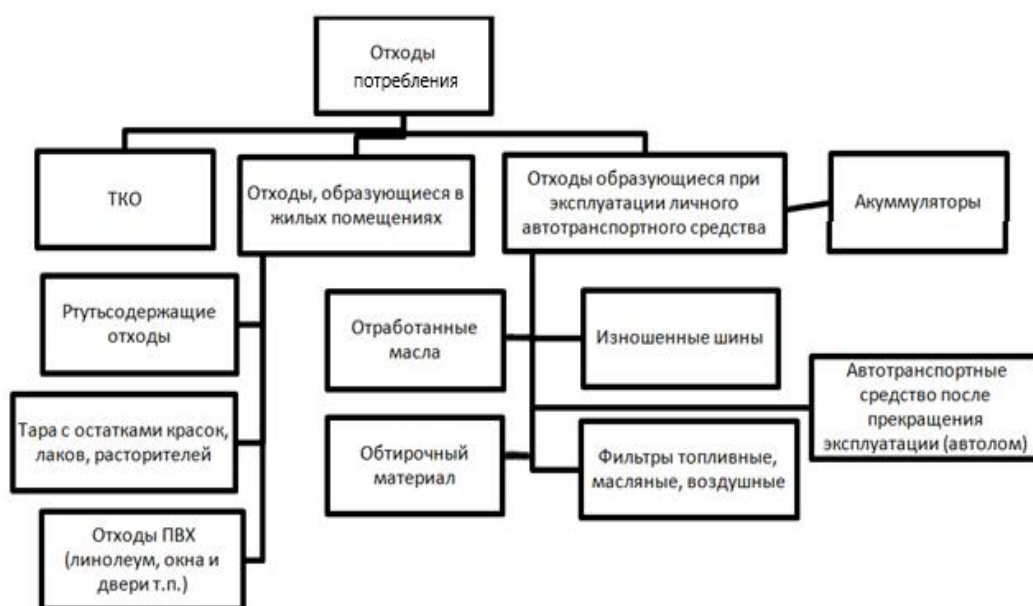 Отходы
потребления
ТКО
Отходы, образующиеся в
жилых помещениях
Отходы образующиеся при
эксплуатации личного
автотранспортного средства
Акуммуляторы
Ртутьсодержащие
отходы
Отработанные
масла
Изношенные шины
Автотранспортные
средство после
прекращения
эксплуатации (автолом)
Тара с остатками красок,
лаков, расторителей
Обтирочный
материал
Фильтры топливные,
масляные, воздушные
Отходы ПВХ
(линолеум, окна и
двери т.п.)